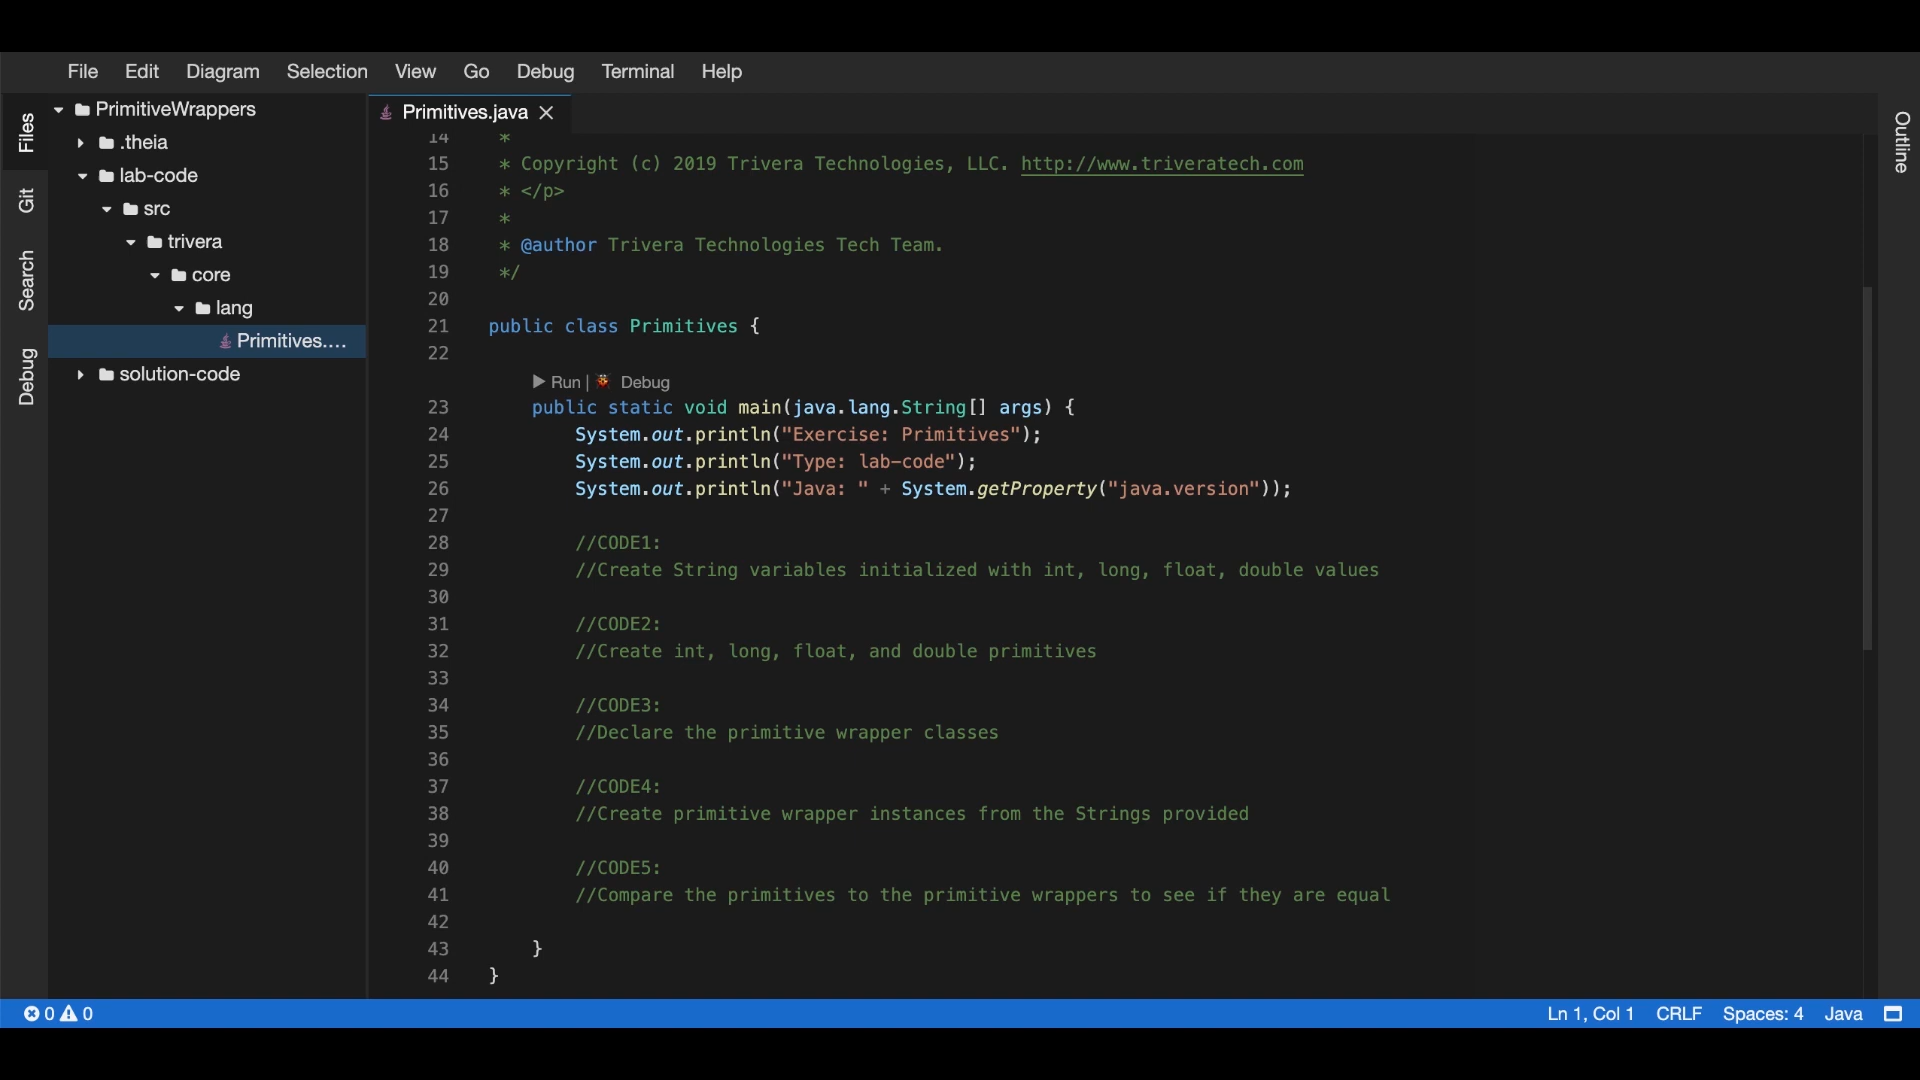 File Edit Diagram Selection View Go Debug Terminal Help
Files
Git
Search
Debug
PrimitiveWrappers
.theia
lab-code
src
trivera
core
lang
Primitives....
solution-code
Primitives.java
14 *
15 * Copyright (c) 2019 Trivera Technologies, LLC. http://www.triveratech.com
16 * </p>
17 *
18 * @author Trivera Technologies Tech Team.
19 */
20
21 public class Primitives {
22
Run | Debug
23 public static void main(java.lang.String[] args) {
24 System.out.println("Exercise: Primitives");
25 System.out.println("Type: lab-code");
26 System.out.println("Java: " + System.getProperty("java.version"));
27
28 //CODE1:
29 //Create String variables initialized with int, long, float, double values
30
31 //CODE2:
32 //Create int, long, float, and double primitives
33
34 //CODE3:
35 //Declare the primitive wrapper classes
36
37 //CODE4:
38 //Create primitive wrapper instances from the Strings provided
39
40 //CODE5:
41 //Compare the primitives to the primitive wrappers to see if they are equal
42
43 }
44 }
Outline
0 0
Ln 1, Col 1 CRLF Spaces: 4 Java